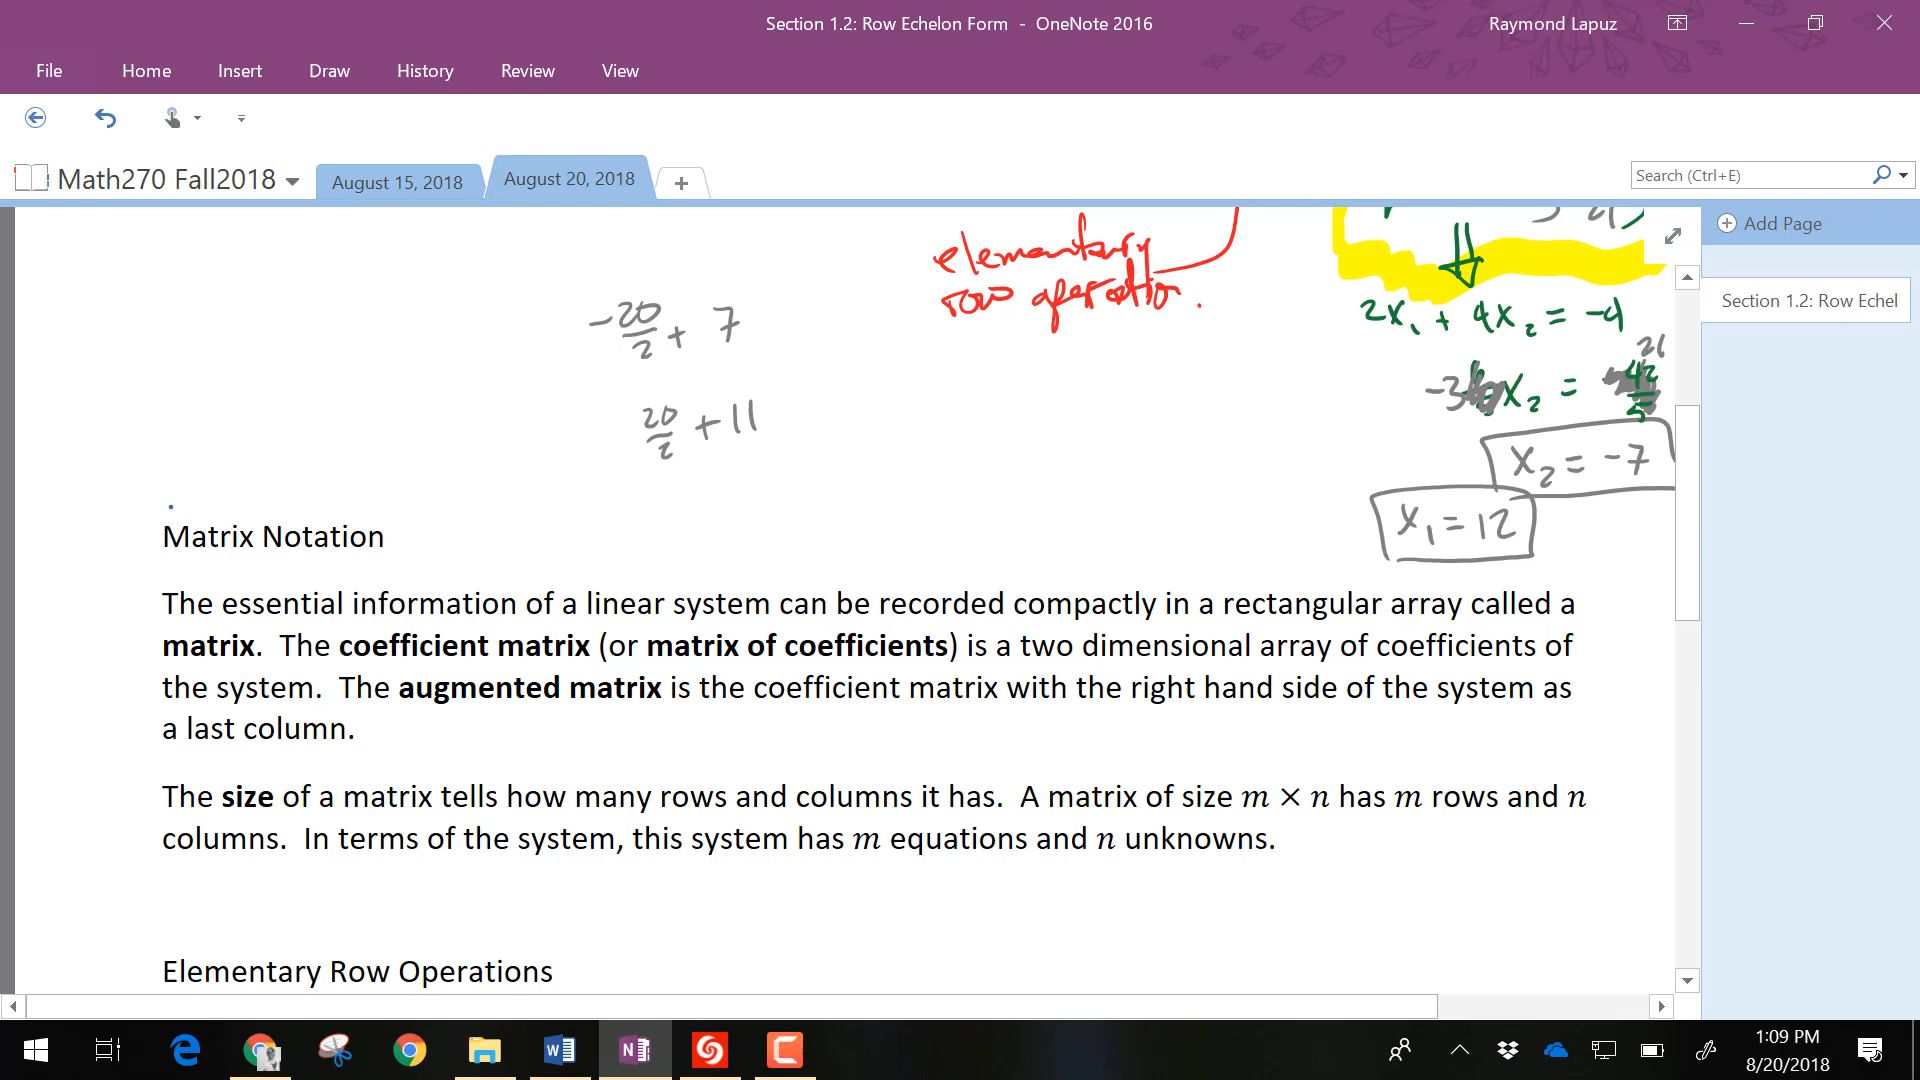 Section 1.2: Row Echelon Form - OneNote 2016
Raymond Lapuz
File Home Insert Draw History Review View
Math270 Fall2018
August 15, 2018
August 20, 2018
Search (Ctrl+E)
Add Page
Section 1.2: Row Echel
elementary
row operation.
2x₁ + 4x₂ = -4
-20/2 + 7
20/2 + 11
21
x₂ = -7
x₁ = 12
Matrix Notation
The essential information of a linear system can be recorded compactly in a rectangular array called a
matrix. The coefficient matrix (or matrix of coefficients) is a two dimensional array of coefficients of
the system. The augmented matrix is the coefficient matrix with the right hand side of the system as
a last column.
The size of a matrix tells how many rows and columns it has. A matrix of size m × n has m rows and n
columns. In terms of the system, this system has m equations and n unknowns.
Elementary Row Operations
1:09 PM
8/20/2018